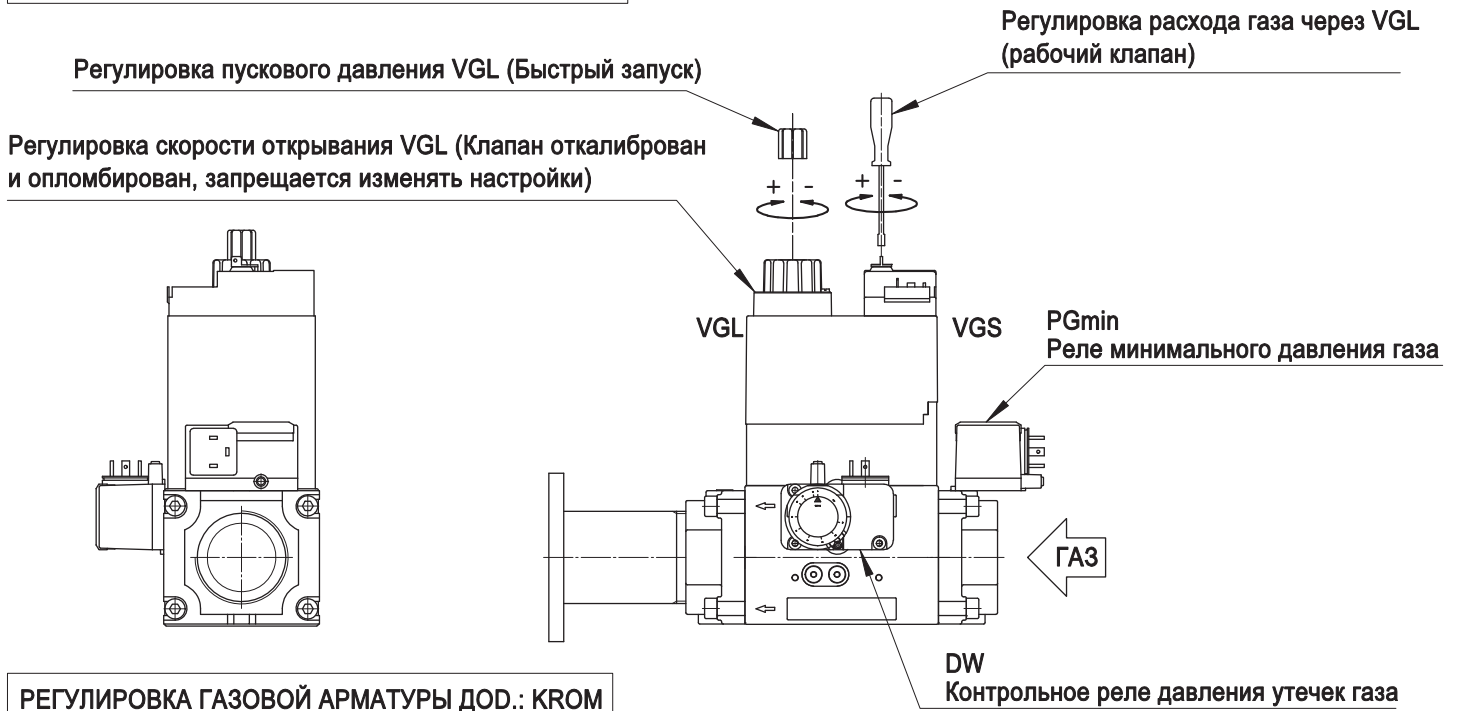 Регулировка расхода газа через VGL
(рабочий клапан)
Регулировка пускового давления VGL (Быстрый запуск)
Регулировка скорости открывания VGL (Клапан откалиброван
и опломбирован, запрещается изменять настройки)
+ -
+ -
VGL
VGS
PGmin
Реле минимального давления газа
ГАЗ
DW
Контрольное реле давления утечек газа
РЕГУЛИРОВКА ГАЗОВОЙ АРМАТУРЫ ДОD.: KROM